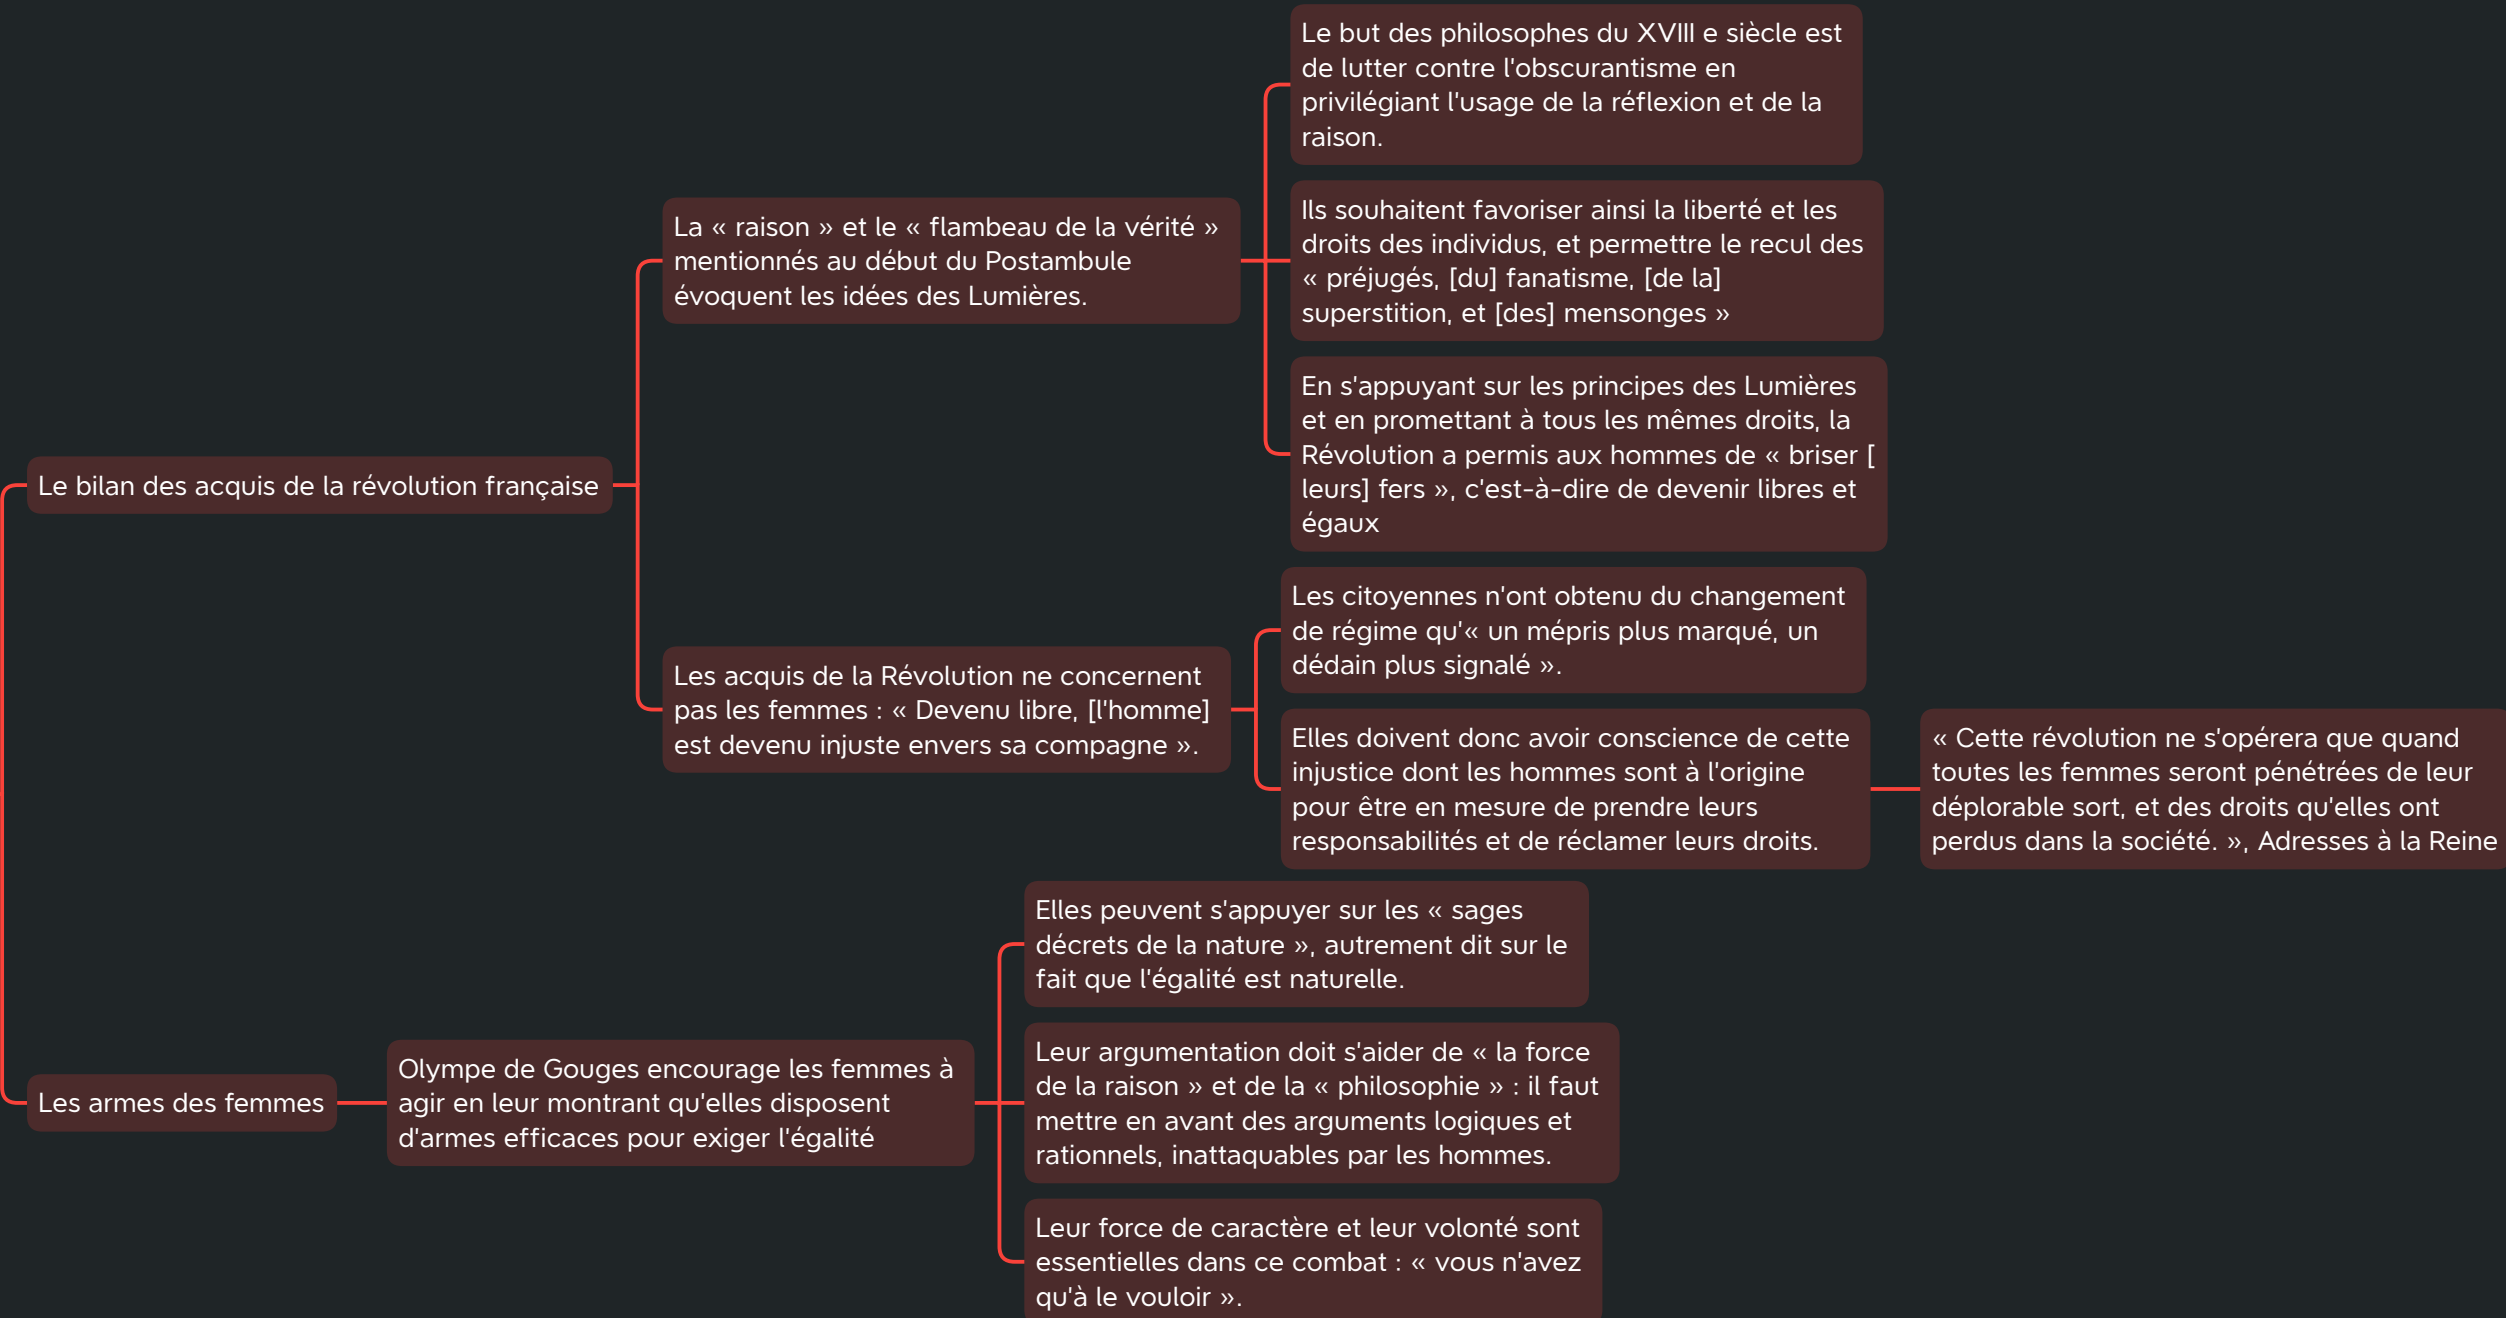 Le bilan des acquis de la révolution française
La « raison » et le « flambeau de la vérité »
mentionnés au début du Postambule
évoquent les idées des Lumières.
Le but des philosophes du XVIII e siècle est
de lutter contre l'obscurantisme en
privilégiant l'usage de la réflexion et de la
raison.
Ils souhaitent favoriser ainsi la liberté et les
droits des individus, et permettre le recul des
« préjugés, [du] fanatisme, [de la]
superstition, et [des] mensonges »
En s'appuyant sur les principes des Lumières
et en promettant à tous les mêmes droits, la
Révolution a permis aux hommes de « briser [
leurs] fers », c'est-à-dire de devenir libres et
égaux
Les acquis de la Révolution ne concernent
pas les femmes : « Devenu libre, [l'homme]
est devenu injuste envers sa compagne ».
Les citoyennes n'ont obtenu du changement
de régime qu'« un mépris plus marqué, un
dédain plus signalé ».
Elles doivent donc avoir conscience de cette
injustice dont les hommes sont à l'origine
pour être en mesure de prendre leurs
responsabilités et de réclamer leurs droits.
« Cette révolution ne s'opérera que quand
toutes les femmes seront pénétrées de leur
déplorable sort, et des droits qu'elles ont
perdus dans la société. », Adresses à la Reine
Les armes des femmes
Olympe de Gouges encourage les femmes à
agir en leur montrant qu'elles disposent
d'armes efficaces pour exiger l'égalité
Elles peuvent s'appuyer sur les « sages
décrets de la nature », autrement dit sur le
fait que l'égalité est naturelle.
Leur argumentation doit s'aider de « la force
de la raison » et de la « philosophie » : il faut
mettre en avant des arguments logiques et
rationnels, inattaquables par les hommes.
Leur force de caractère et leur volonté sont
essentielles dans ce combat : « vous n'avez
qu'à le vouloir ».